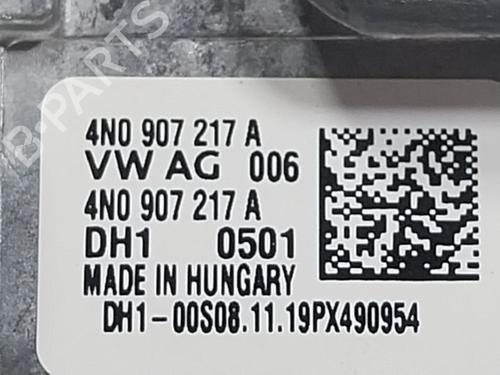 4N0 907 217 A
VW AG 006
4N0 907 217 A
DH1 0501
MADE IN HUNGARY
DH1-00S08.11.19PX490954
B-PARTS